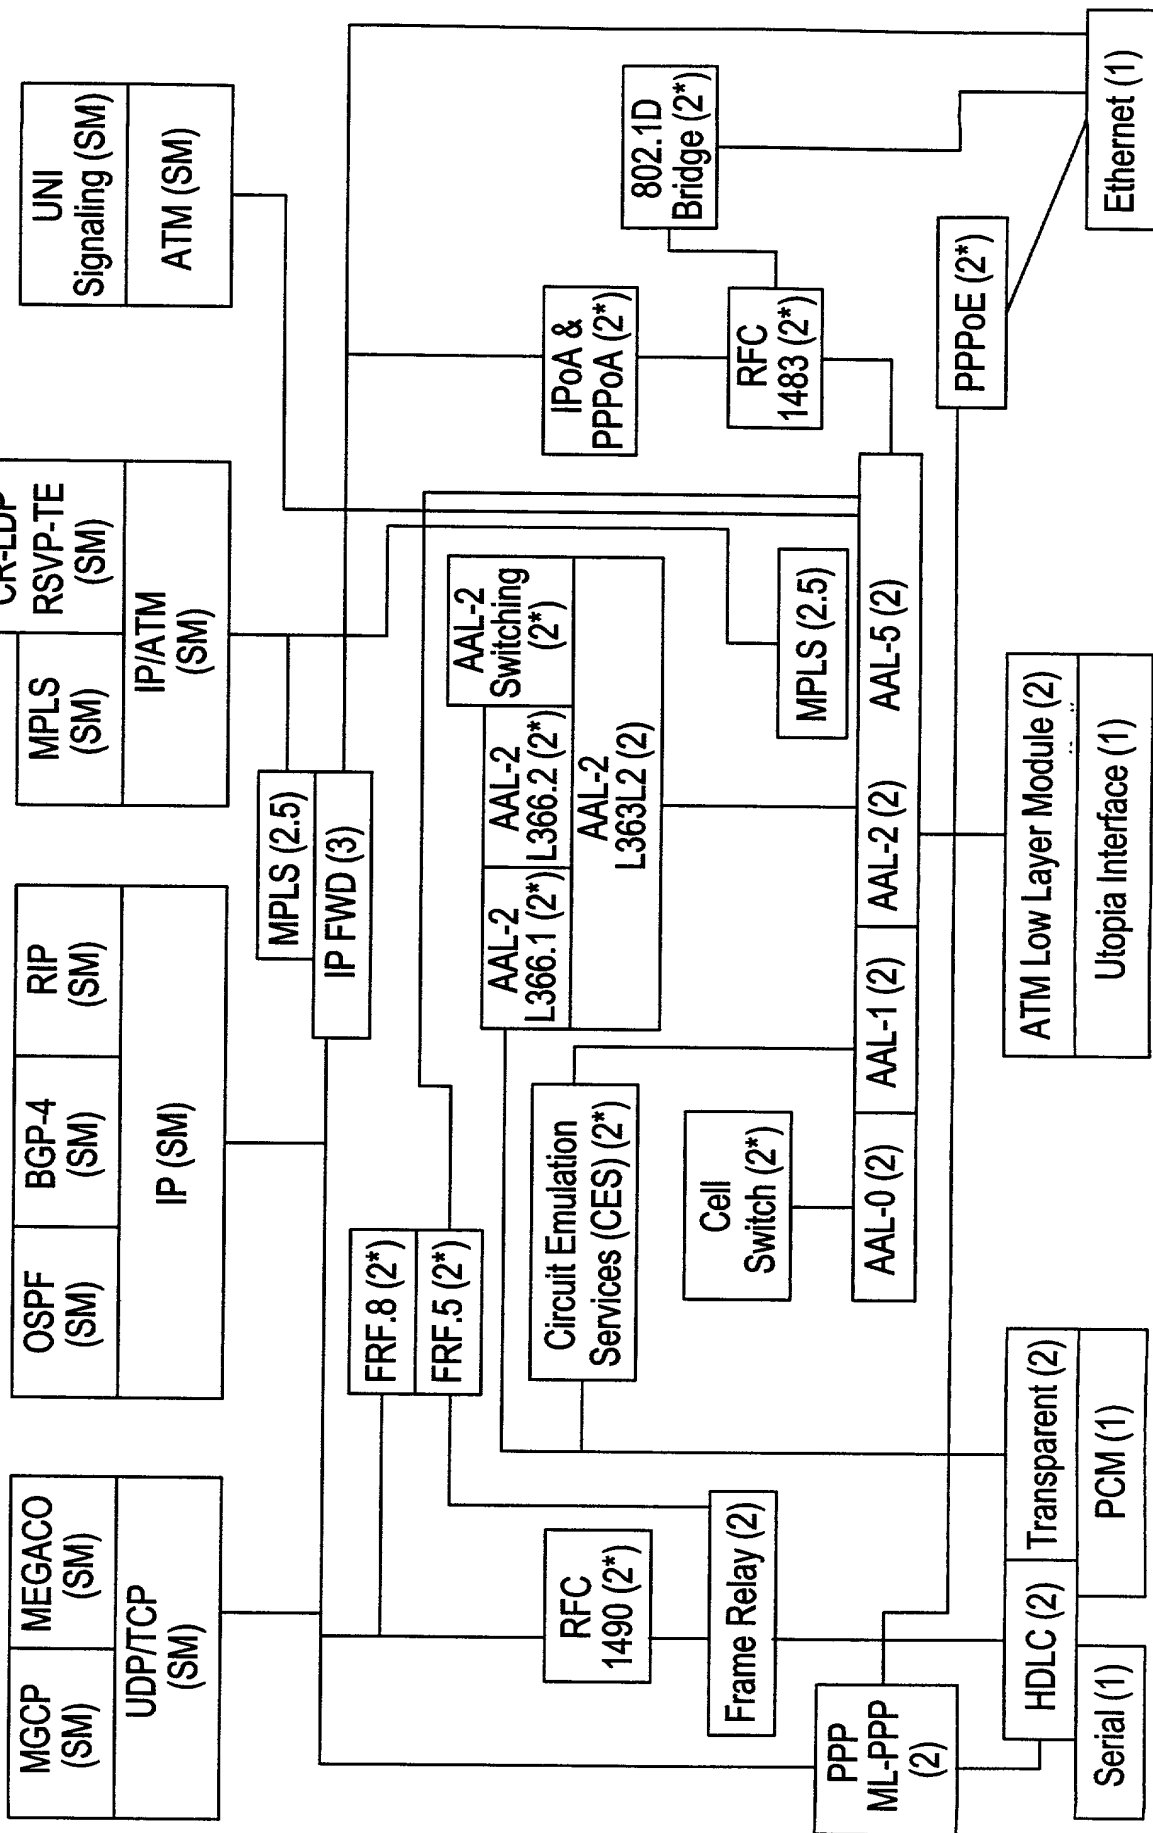 MGCP
(SM)
MEGACO
(SM)
UDP/TCP
(SM)
OSPF
(SM)
BGP-4
(SM)
RIP
(SM)
IP (SM)
MPLS
(SM)
CR-LDP
RSVP-TE
(SM)
IP/ATM
(SM)
UNI
Signaling (SM)
ATM (SM)
MPLS (2.5)
IP FWD (3)
FRF.8 (2*)
FRF.5 (2*)
RFC
1490 (2*)
Frame Relay (2)
Circuit Emulation
Services (CES) (2*)
Cell
Switch (2*)
AAL-2
L366.1 (2*)
AAL-2
L366.2 (2*)
AAL-2
Switching
(2*)
AAL-2
L363L2 (2)
MPLS (2.5)
IPoA &
PPPoA (2*)
RFC
1483 (2*)
802.1D
Bridge (2*)
AAL-0 (2)
AAL-1 (2)
AAL-2 (2)
AAL-5 (2)
PPP
ML-PPP
(2)
PPPoE (2*)
HDLC (2)
Transparent (2)
Serial (1)
PCM (1)
ATM Low Layer Module (2)
Utopia Interface (1)
Ethernet (1)